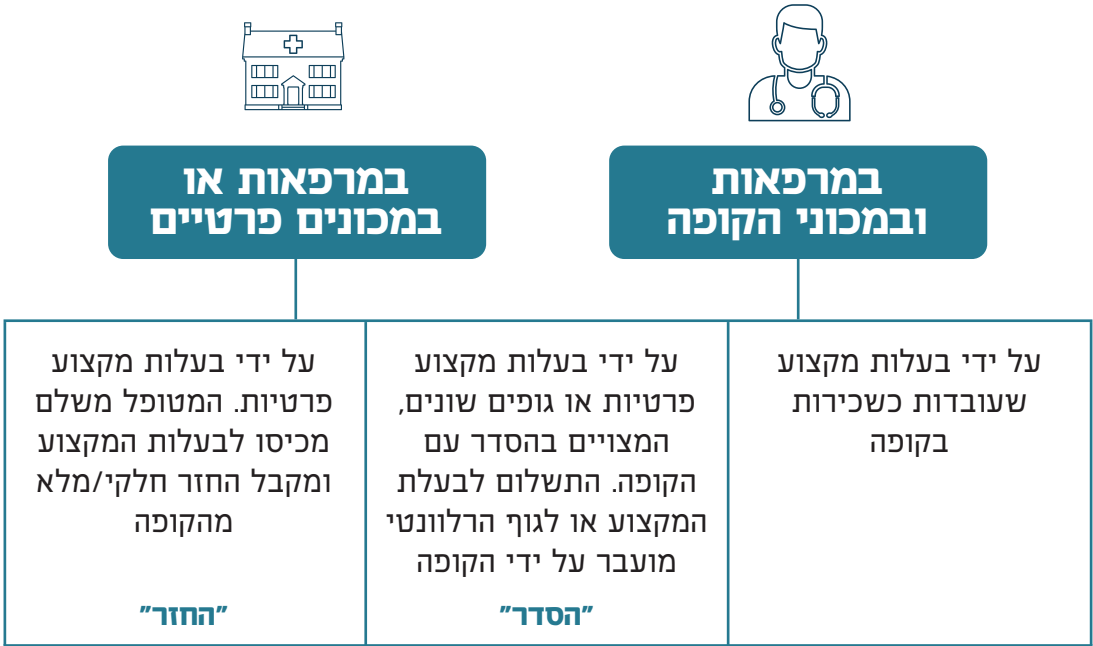 במרפאות
ובמכוני הקופה
במרפאות או
במכונים פרטיים
על ידי בעלות מקצוע
שעובדות כשכירות
בקופה
על ידי בעלות מקצוע
פרטיות או גופים שונים,
המצויים בהסדר עם
הקופה. התשלום לבעלת
המקצוע או לגוף הרלוונטי
מועבר על ידי הקופה
"הסדר"
על ידי בעלות מקצוע
פרטיות. המטופל משלם
מכיסו לבעלות המקצוע
ומקבל החזר חלקי/מלא
מהקופה
"החזר"